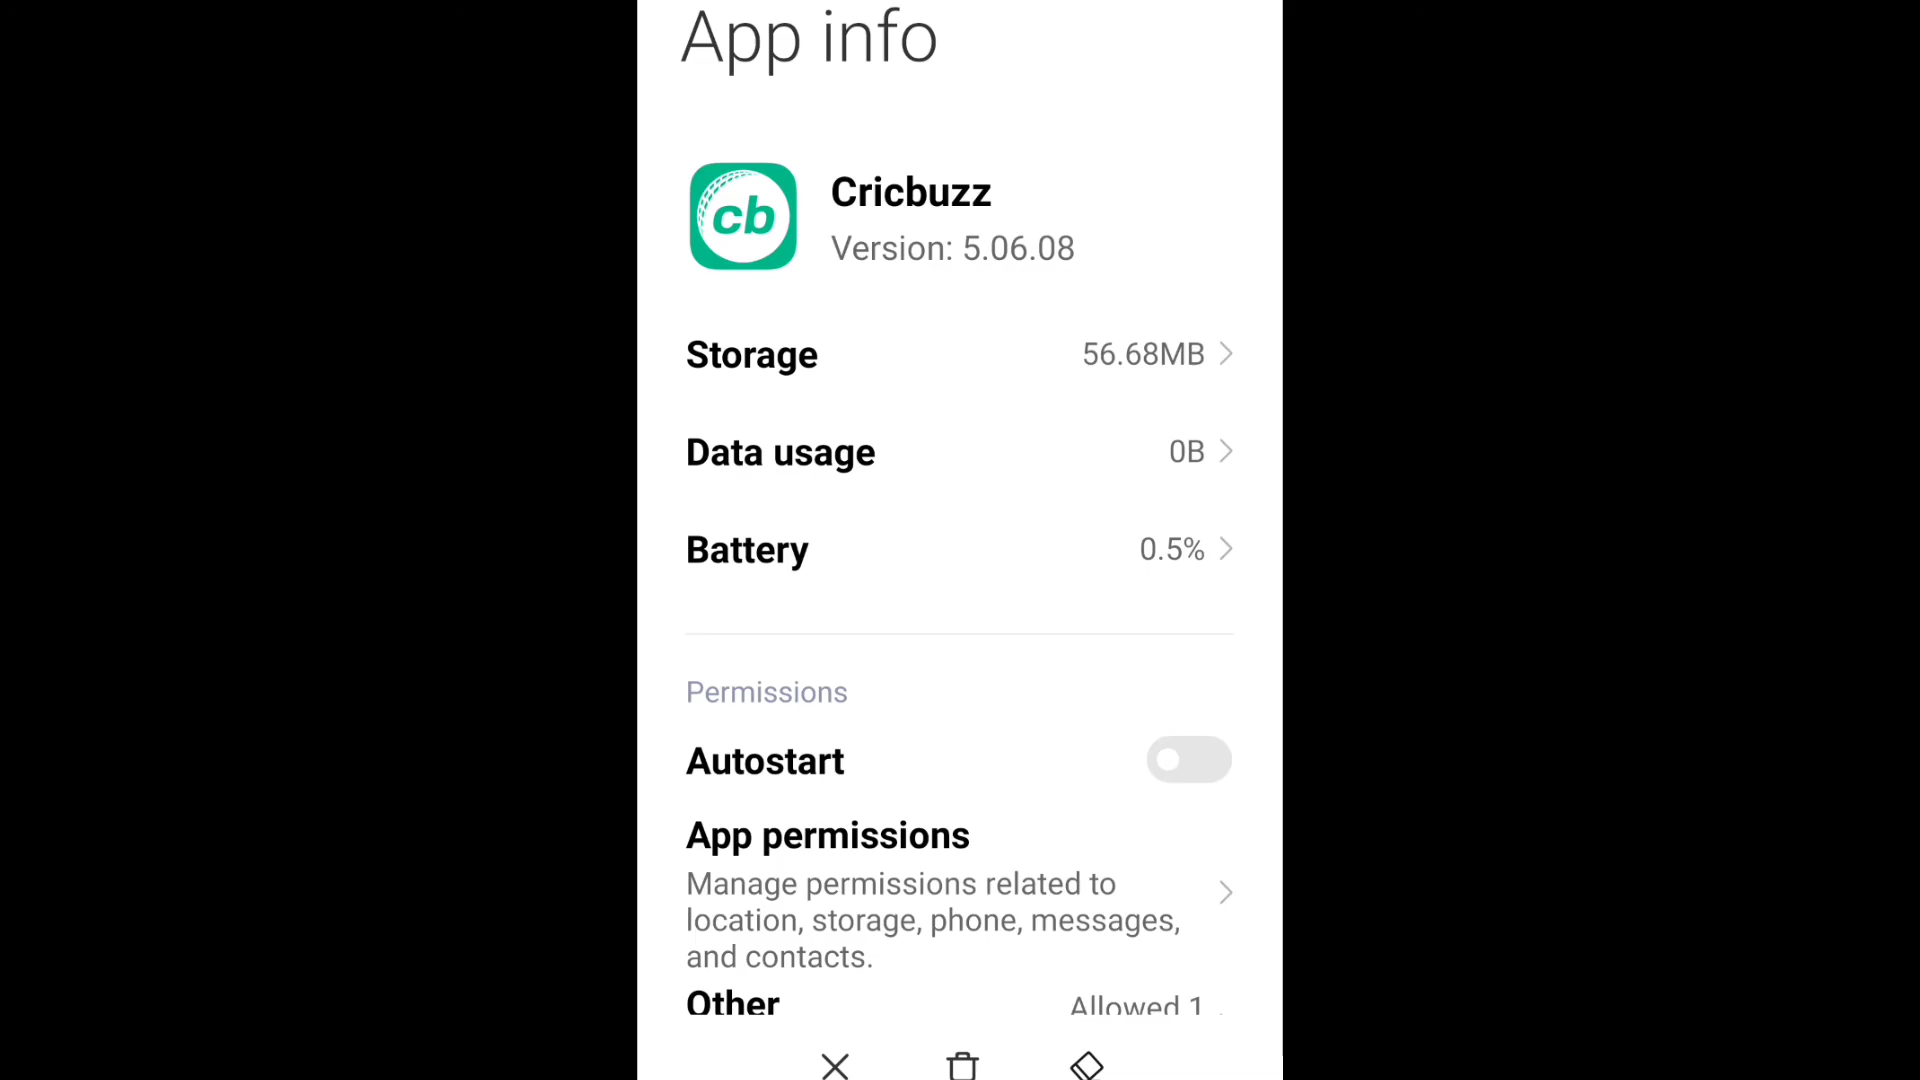 App info
cb
Cricbuzz
Version: 5.06.08
Storage 56.68MB
Data usage 0B
Battery 0.5%
Permissions
Autostart
App permissions
Manage permissions related to
location, storage, phone, messages,
and contacts.
Other Allowed 1